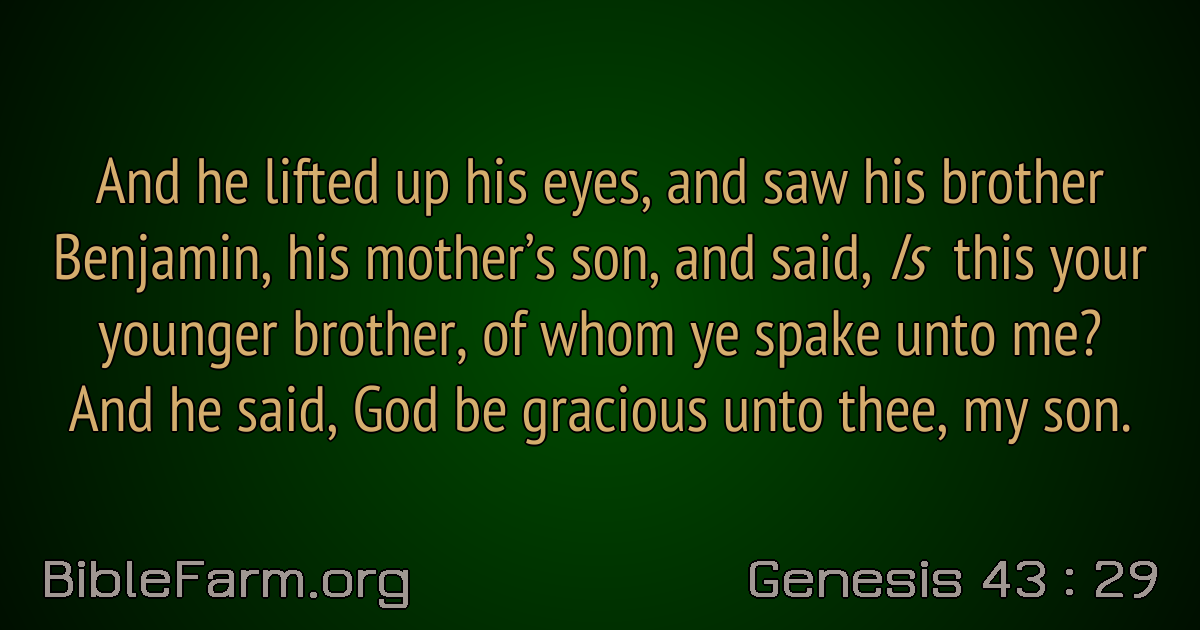 And he lifted up his eyes, and saw his brother
Benjamin, his mother’s son, and said, Is this your
younger brother, of whom ye spake unto me?
And he said, God be gracious unto thee, my son.
BibleFarm.org
Genesis 43 : 29